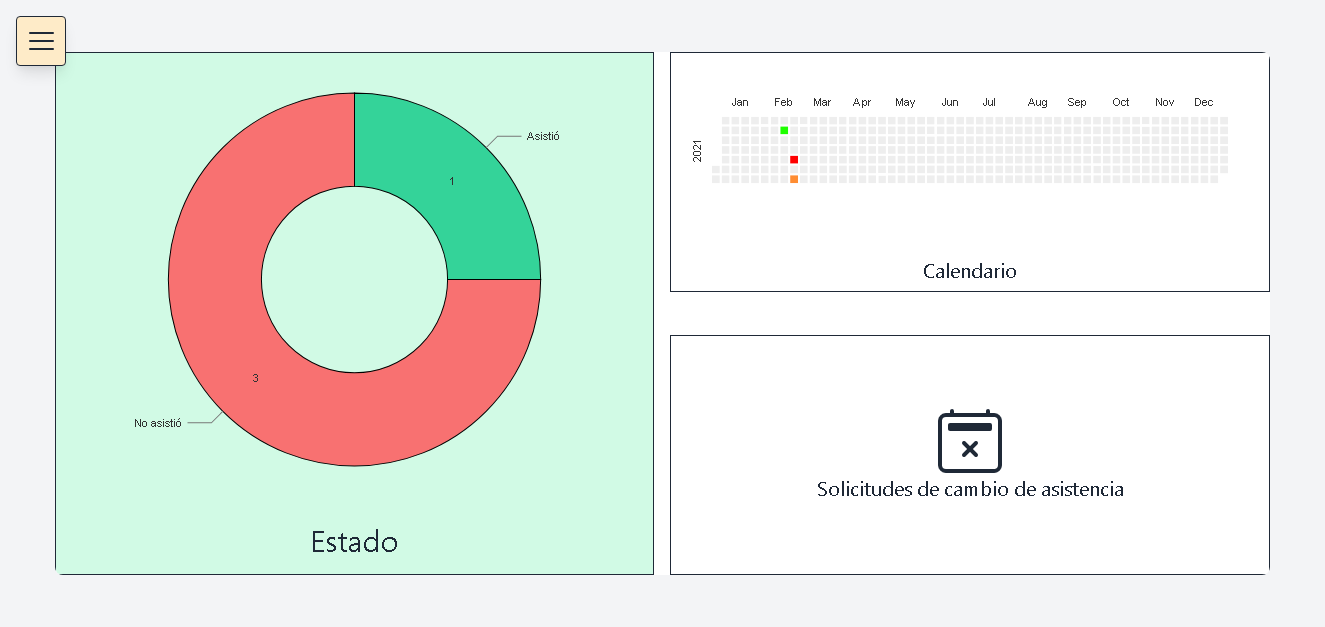 Asistió
1
3
No asistió
Estado
Jan Feb Mar Apr May Jun Jul Aug Sep Oct Nov Dec
2021
Calendario
Solicitudes de cambio de asistencia